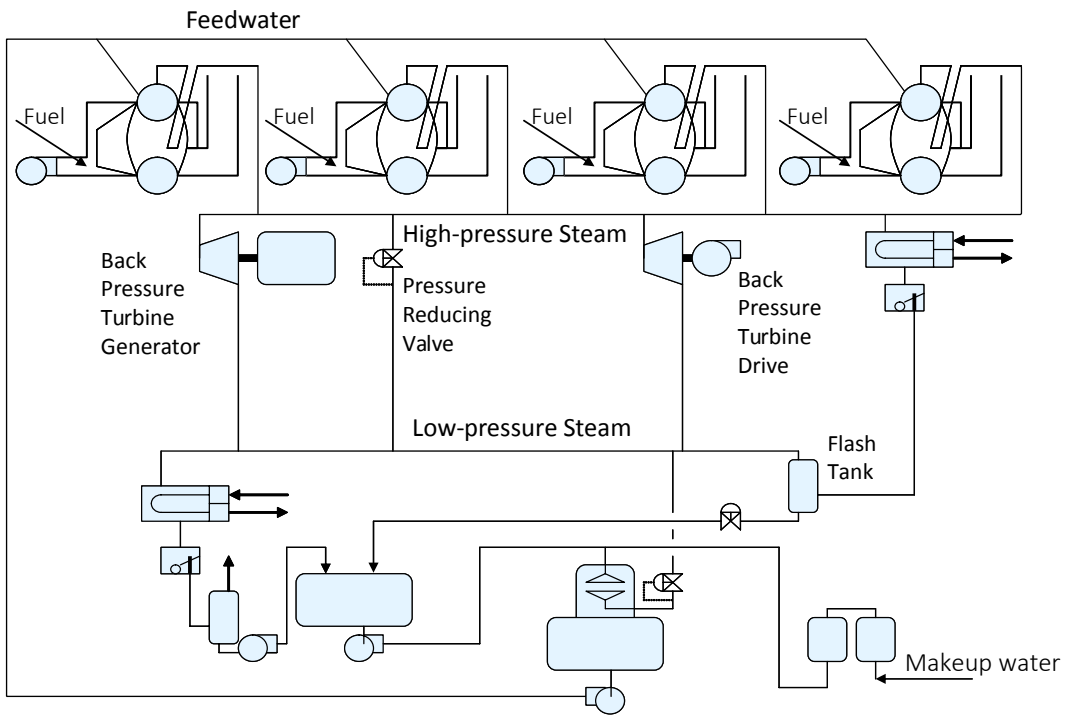 Feedwater
Fuel
Fuel
Fuel
Fuel
High-pressure Steam
Back
Pressure
Turbine
Generator
Pressure
Reducing
Valve
Back
Pressure
Turbine
Drive
Low-pressure Steam
Flash
Tank
Makeup water